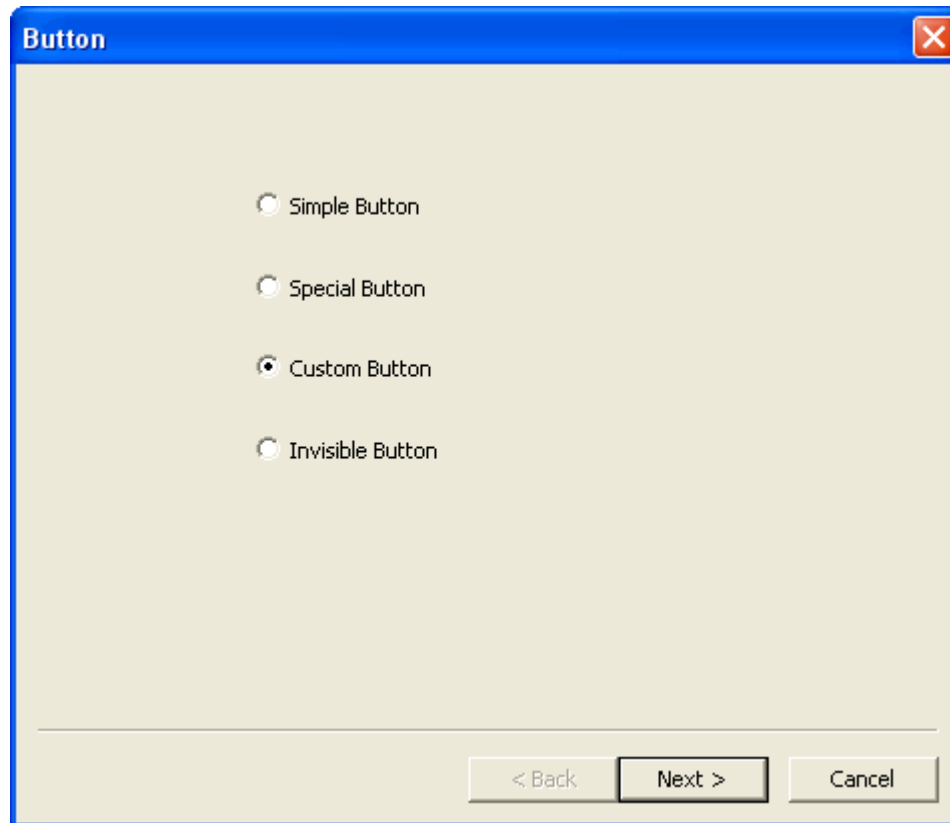 Button
Simple Button
Special Button
Custom Button
Invisible Button
< Back Next > Cancel